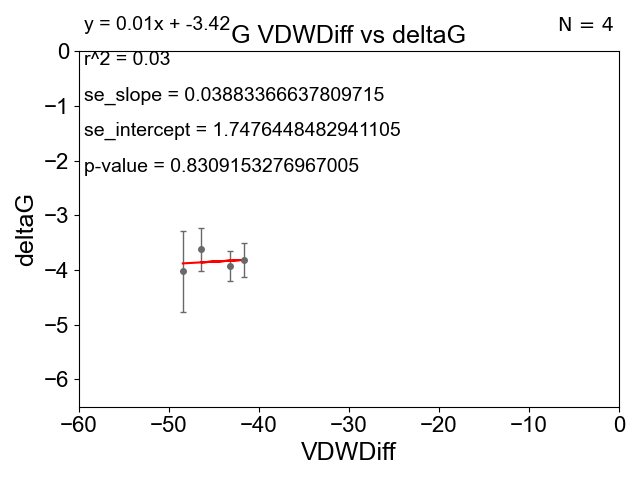 y = 0.01x + -3.42
G VDWDiff vs deltaG
N = 4
r^2 = 0.03
se_slope = 0.03883366637809715
se_intercept = 1.7476448482941105
p-value = 0.8309153276967005
0
−1
−2
−3
−4
−5
−6
deltaG
−60 −50 −40 −30 −20 −10 0
VDWDiff